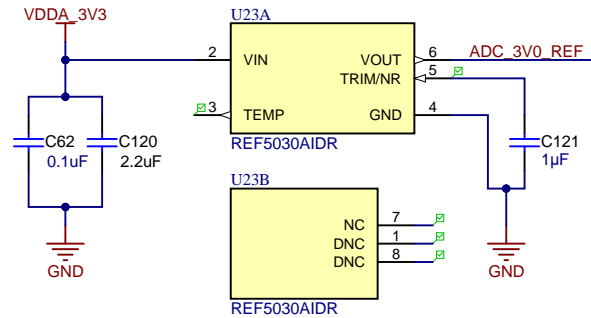 VDDA_3V3
U23A
2 VIN VOUT 6 ADC_3V0_REF
TRIM/NR 5
3 TEMP GND 4
REF5030AIDR
C62
0.1uF
C120
2.2uF
C121
1µF
U23B
NC 7
DNC 1
DNC 8
REF5030AIDR
GND
GND